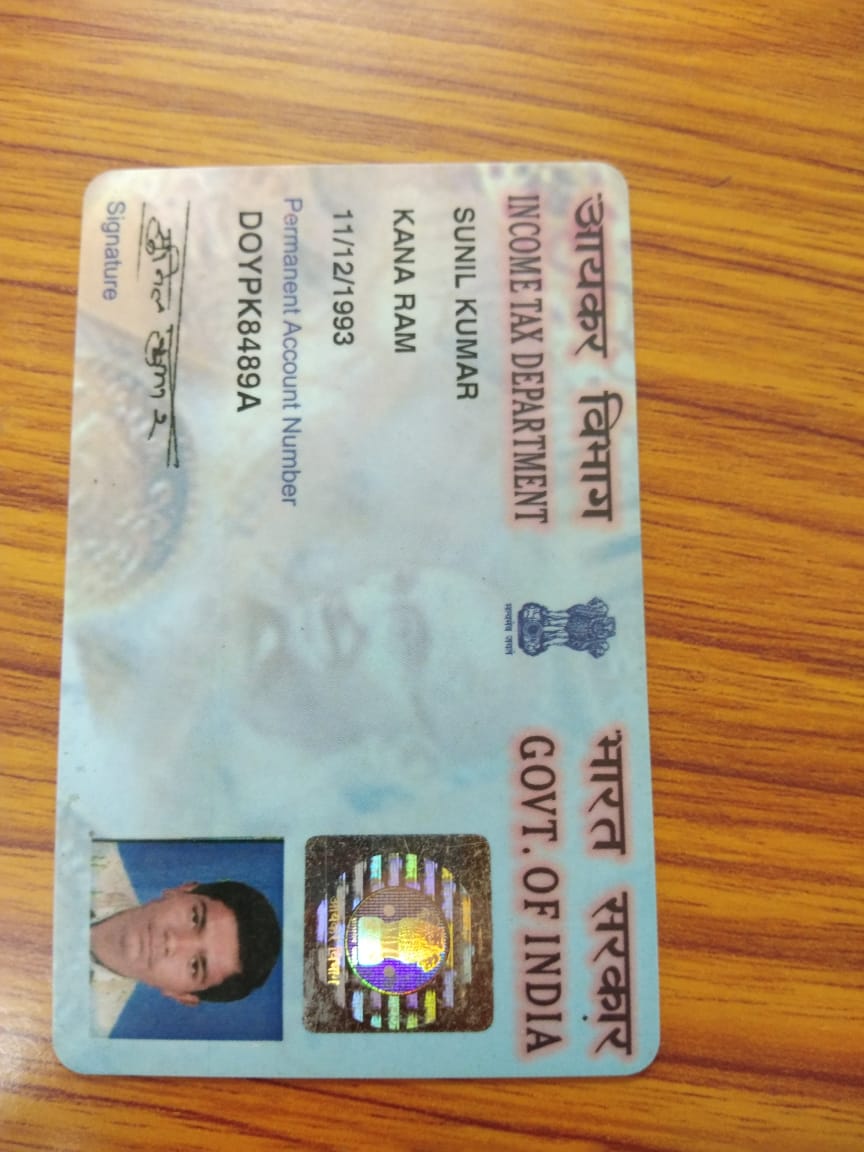 आयकर विभाग
INCOME TAX DEPARTMENT
सत्यमेव जयते
भारत सरकार
GOVT. OF INDIA
SUNIL KUMAR
KANA RAM
11/12/1993
Permanent Account Number
DOYPK8489A
सुनिल कुमार
Signature
आयकर विभाग